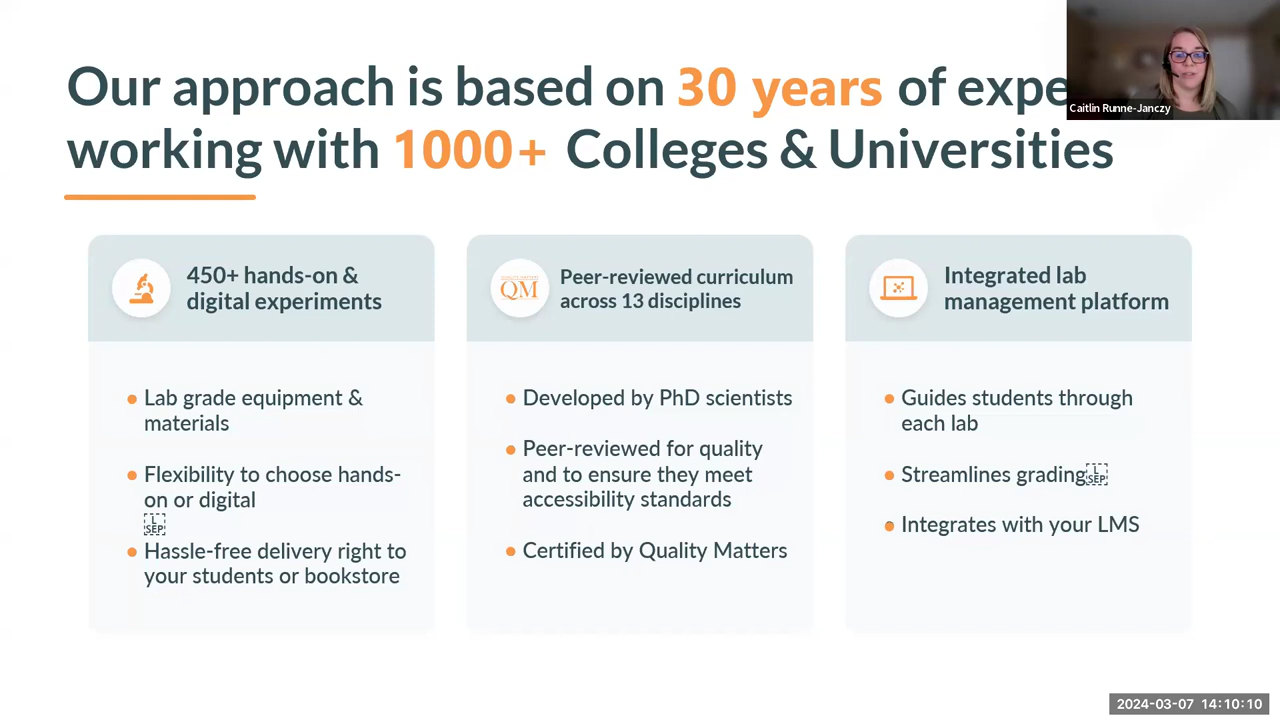 Our approach is based on 30 years of expe
working with 1000+ Colleges & Universities
Caitlin Runne-Janczy
450+ hands-on &
digital experiments
Lab grade equipment &
materials
Flexibility to choose hands-
on or digital
L SEP
Hassle-free delivery right to
your students or bookstore
QM
Peer-reviewed curriculum
across 13 disciplines
Developed by PhD scientists
Peer-reviewed for quality
and to ensure they meet
accessibility standards
Certified by Quality Matters
Integrated lab
management platform
Guides students through
each lab
Streamlines grading L SEP
Integrates with your LMS
2024-03-07 14:10:10